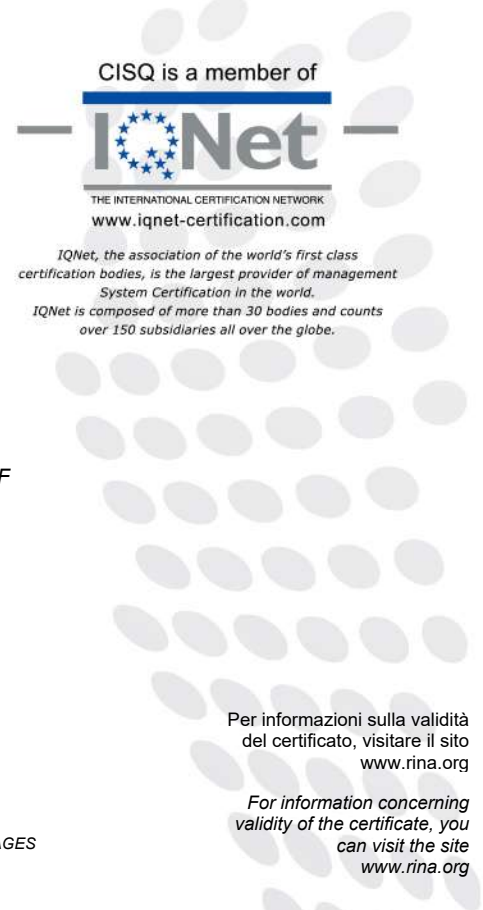 CISQ is a member of
IQNet
THE INTERNATIONAL CERTIFICATION NETWORK
www.iqnet-certification.com
IQNet, the association of the world's first class
certification bodies, is the largest provider of management
System Certification in the world.
IQNet is composed of more than 30 bodies and counts
over 150 subsidiaries all over the globe.
F
Per informazioni sulla validità
del certificato, visitare il sito
www.rina.org
For information concerning
validity of the certificate, you
can visit the site
www.rina.org
AGES